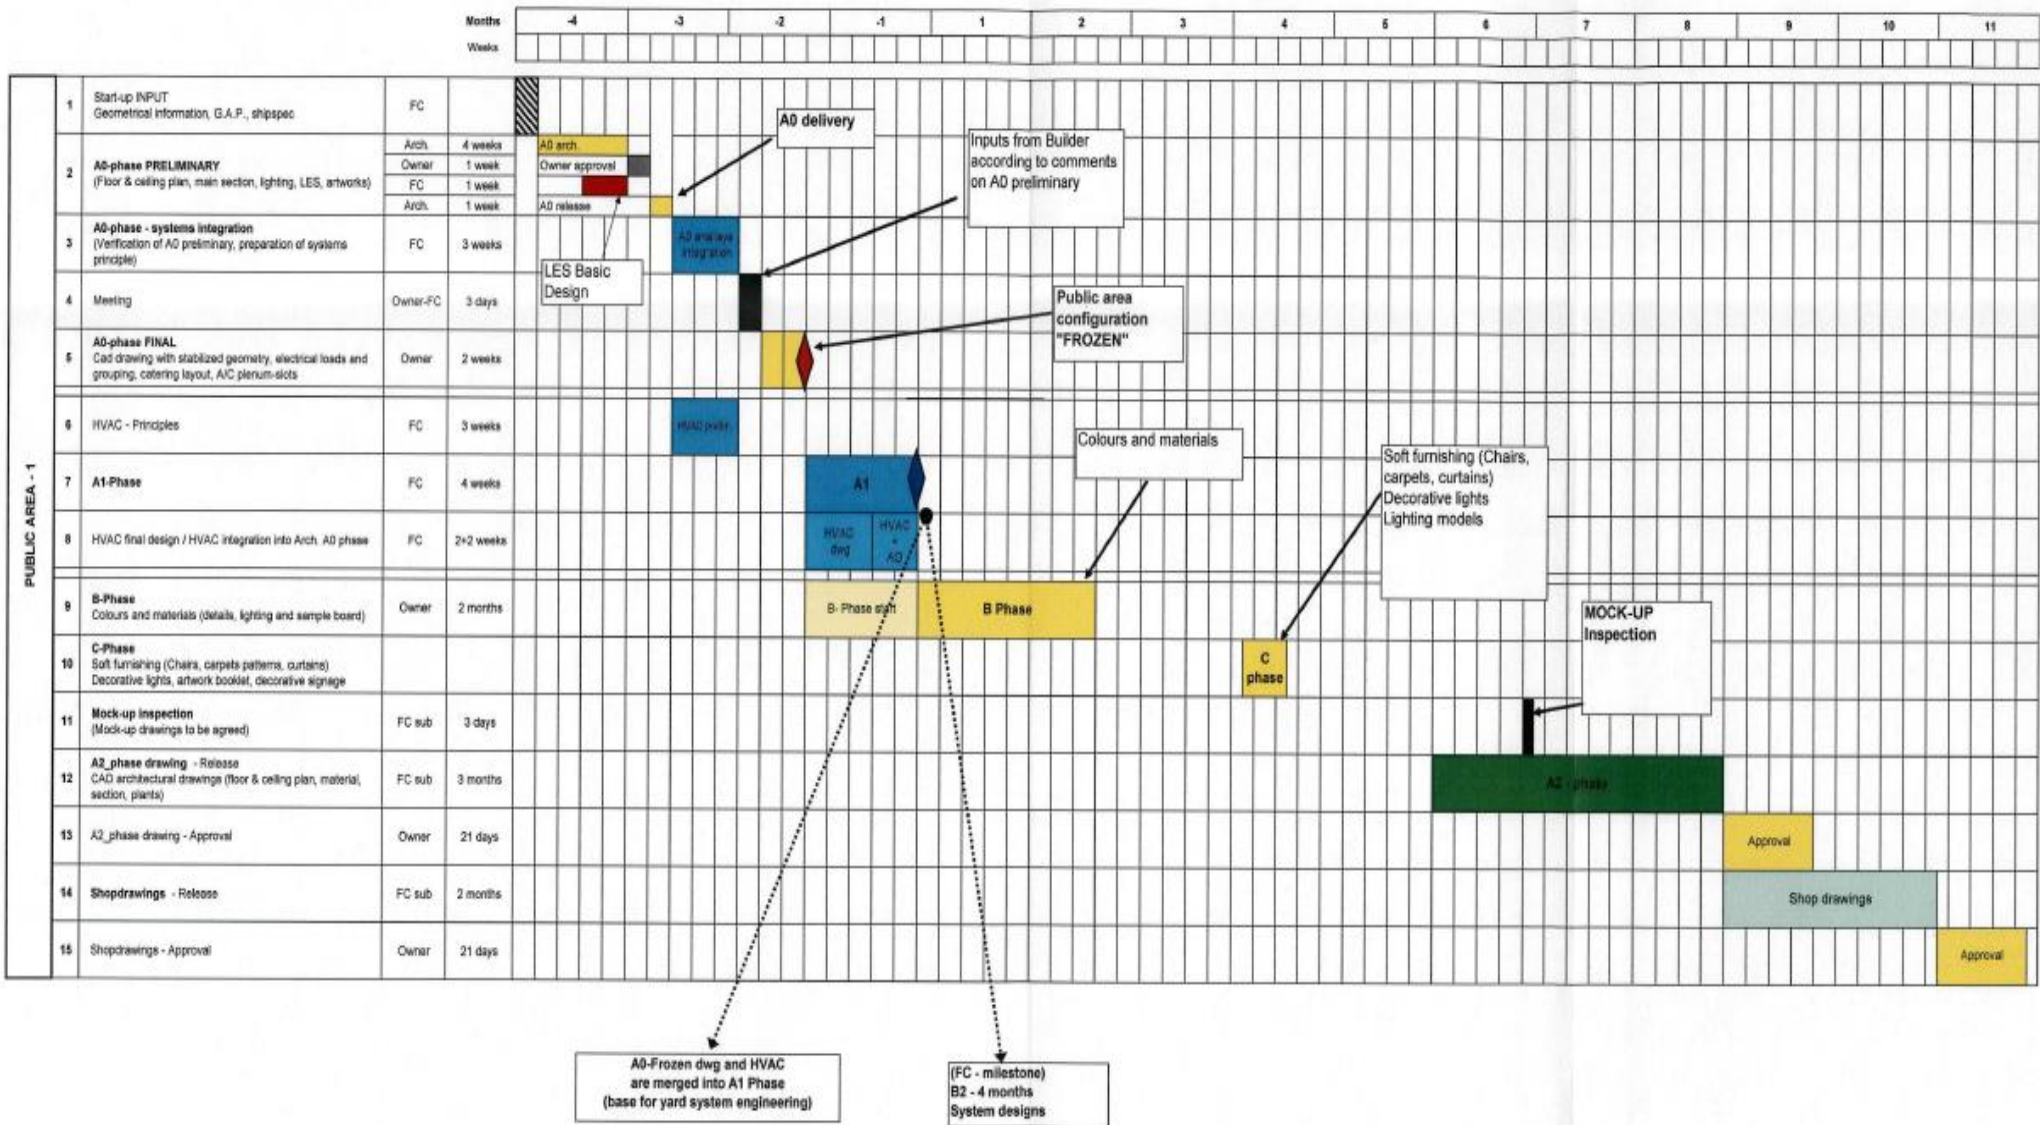 Months -4 -3 -2 -1 1 2 3 4 5 6 7 8 9 10 11
Weeks
PUBLIC AREA - 1
1 Start-up INPUT FC
Geometrical information, G.A.P., shipspec
2 A0-phase PRELIMINARY
(Floor & ceiling plan, main section, lighting, LES, artworks)
Arch. 4 weeks A0 arch.
Owner 1 week Owner approval
FC 1 week
Arch. 1 week A0 release
A0 delivery
LES Basic
Design
Inputs from Builder
according to comments
on A0 preliminary
3 A0-phase - systems integration FC 3 weeks
(Verification of A0 preliminary, preparation of systems
principle)
integration
4 Meeting Owner-FC 3 days
Public area
configuration
"FROZEN"
5 A0-phase FINAL Owner 2 weeks
Cad drawing with stabilized geometry, electrical loads and
grouping, catering layout, A/C plenum-slots
6 HVAC - Principles FC 3 weeks
HVAC
Colours and materials
7 A1-Phase FC 4 weeks A1
Soft furnishing (Chairs,
carpets, curtains)
Decorative lights
Lighting models
8 HVAC final design / HVAC integration into Arch. A0 phase FC 2+2 weeks
HVAC
dwg
HVAC
+
AO
9 B-Phase Owner 2 months
Colours and materials (details, lighting and sample board)
B- Phase start B Phase
MOCK-UP
Inspection
10 C-Phase
Soft furnishing (Chairs, carpets patterns, curtains)
Decorative lights, artwork booklet, decorative signage
C
phase
11 Mock-up inspection FC sub 3 days
(Mock-up drawings to be agreed)
12 A2_phase drawing - Release FC sub 3 months
CAD architectural drawings (floor & ceiling plan, material,
section, plants)
A2 - phase
13 A2_phase drawing - Approval Owner 21 days Approval
14 Shopdrawings - Release FC sub 2 months Shop drawings
15 Shopdrawings - Approval Owner 21 days Approval
A0-Frozen dwg and HVAC
are merged into A1 Phase
(base for yard system engineering)
(FC - milestone)
B2 - 4 months
System designs